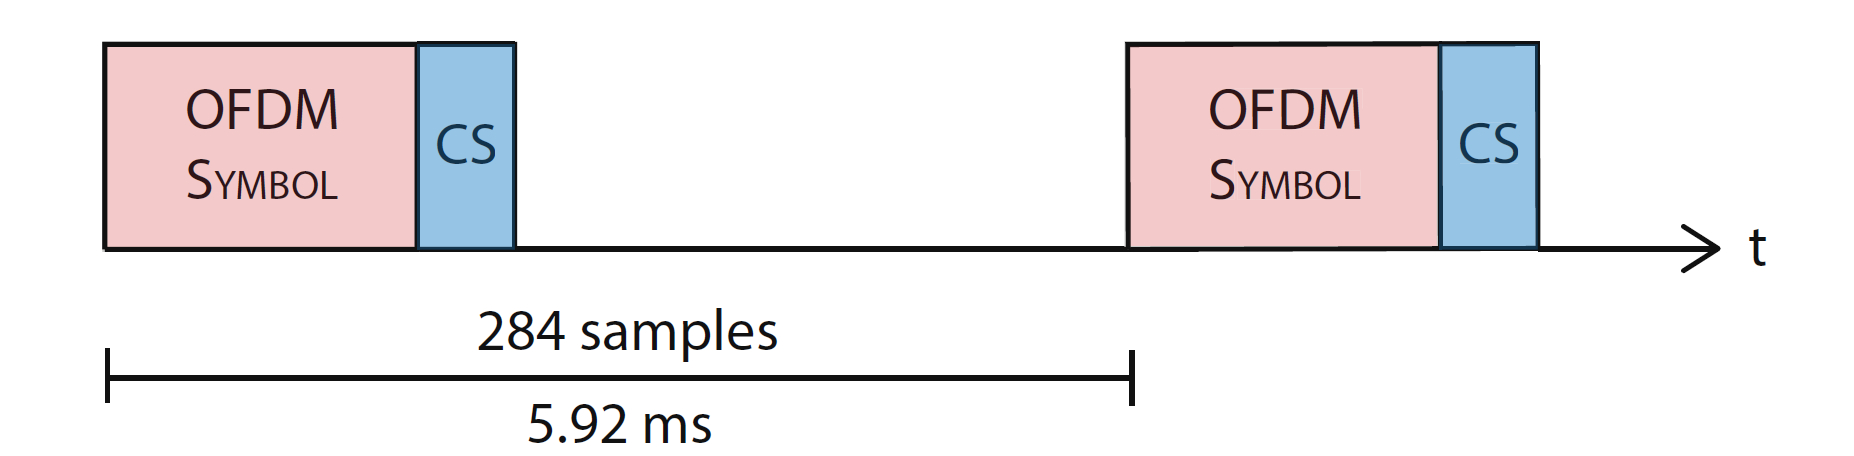 OFDM
SYMBOL
CS
OFDM
SYMBOL
CS
t
284 samples
5.92 ms